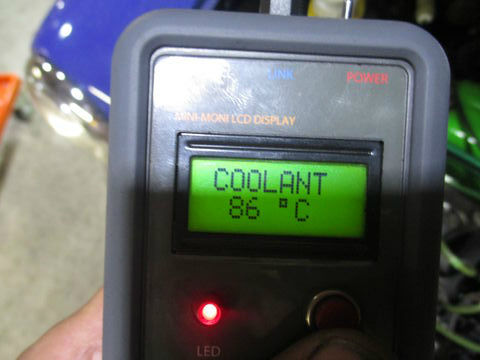 LINK
POWER
MINI-MONI LCD DISPLAY
COOLANT
86 °C
LED